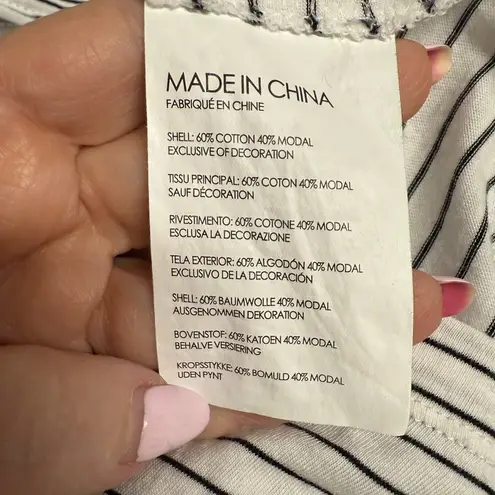 MADE IN CHINA
FABRIQUÉ EN CHINE
SHELL: 60% COTTON 40% MODAL
EXCLUSIVE OF DECORATION
TISSU PRINCIPAL: 60% COTON 40% MODAL
SAUF DÉCORATION
RIVESTIMENTO: 60% COTONE 40% MODAL
ESCLUSA LA DECORAZIONE
TELA EXTERIOR: 60% ALGODÓN 40% MODAL
EXCLUSIVO DE LA DECORACIÓN
SHELL: 60% BAUMWOLLE 40% MODAL
AUSGENOMMEN DEKORATION
BOVENSTOF: 60% KATOEN 40% MODAL
BEHALVE VERSIERING
KROPSSTYKKE: 60% BOMULD 40% MODAL
UDEN PYNT